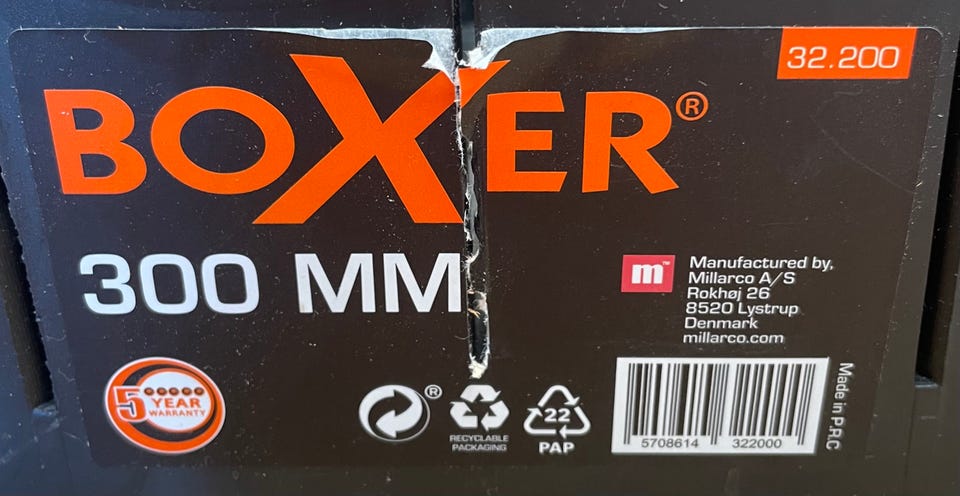 32.200
BOXER®
300 MM
m™
Manufactured by,
Millarco A/S
Rokhøj 26
8520 Lystrup
Denmark
millarco.com
5 YEAR
WARRANTY
®
RECYCLABLE
PACKAGING
22
PAP
5708614 322000
Made in P.R.C